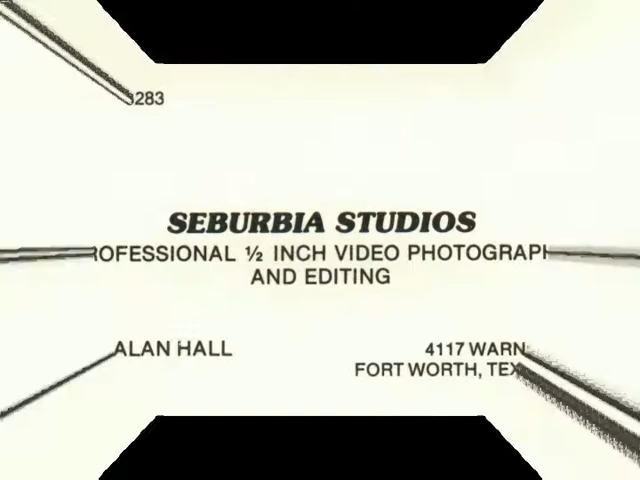 283
SEBURBIA STUDIOS
ROFESSIONAL ½ INCH VIDEO PHOTOGRAPH
AND EDITING
ALAN HALL
4117 WARN
FORT WORTH, TEX